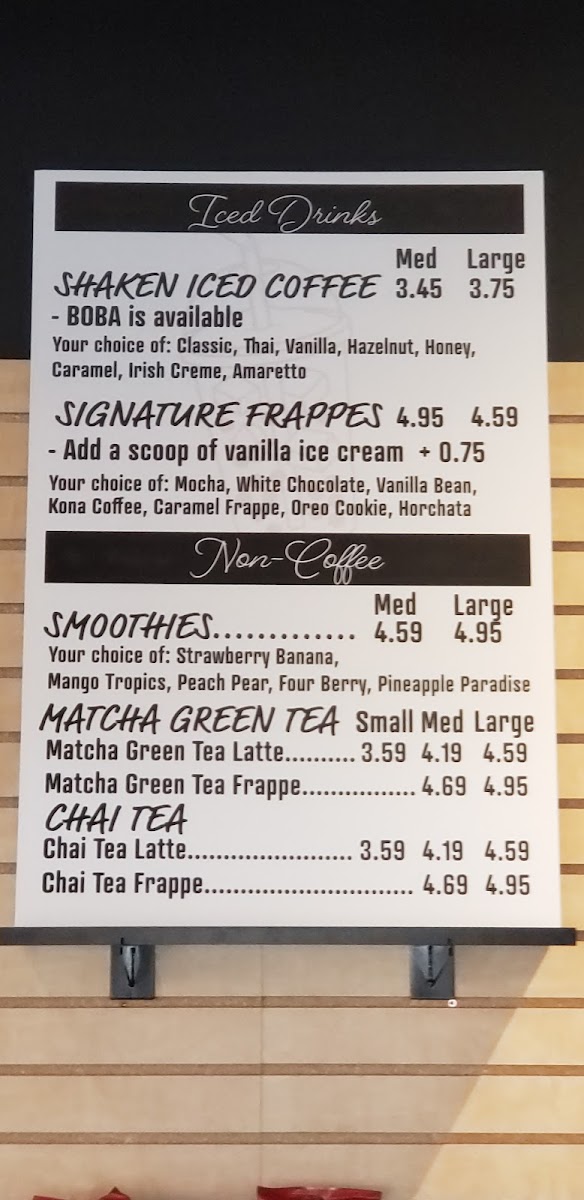 Iced Drinks
Med Large
SHAKEN ICED COFFEE 3.45 3.75
- BOBA is available
Your choice of: Classic, Thai, Vanilla, Hazelnut, Honey,
Caramel, Irish Creme, Amaretto
SIGNATURE FRAPPES 4.95 4.59
- Add a scoop of vanilla ice cream + 0.75
Your choice of: Mocha, White Chocolate, Vanilla Bean,
Kona Coffee, Caramel Frappe, Oreo Cookie, Horchata
Non-Coffee
Med Large
SMOOTHIES............. 4.59 4.95
Your choice of: Strawberry Banana,
Mango Tropics, Peach Pear, Four Berry, Pineapple Paradise
MATCHA GREEN TEA Small Med Large
Matcha Green Tea Latte.......... 3.59 4.19 4.59
Matcha Green Tea Frappe................ 4.69 4.95
CHAI TEA
Chai Tea Latte....................... 3.59 4.19 4.59
Chai Tea Frappe............................. 4.69 4.95